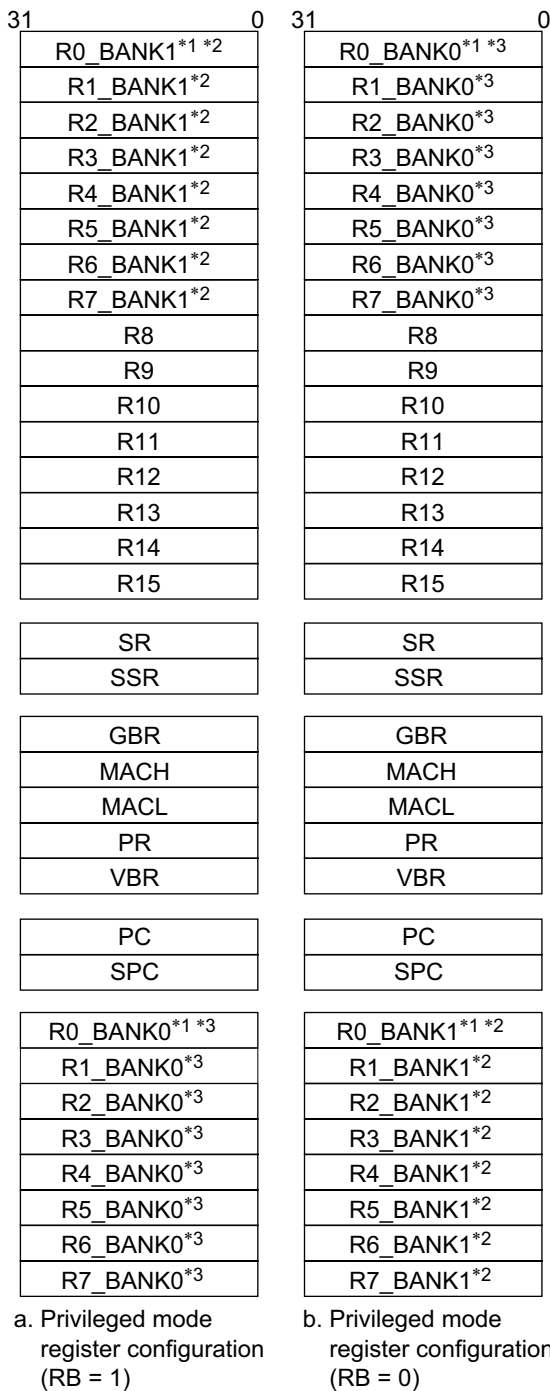 31 0
R0_BANK1*1 *2
R1_BANK1*2
R2_BANK1*2
R3_BANK1*2
R4_BANK1*2
R5_BANK1*2
R6_BANK1*2
R7_BANK1*2
R8
R9
R10
R11
R12
R13
R14
R15
SR
SSR
GBR
MACH
MACL
PR
VBR
PC
SPC
R0_BANK0*1 *3
R1_BANK0*3
R2_BANK0*3
R3_BANK0*3
R4_BANK0*3
R5_BANK0*3
R6_BANK0*3
R7_BANK0*3
a. Privileged mode
register configuration
(RB = 1)
31 0
R0_BANK0*1 *3
R1_BANK0*3
R2_BANK0*3
R3_BANK0*3
R4_BANK0*3
R5_BANK0*3
R6_BANK0*3
R7_BANK0*3
R8
R9
R10
R11
R12
R13
R14
R15
SR
SSR
GBR
MACH
MACL
PR
VBR
PC
SPC
R0_BANK1*1 *2
R1_BANK1*2
R2_BANK1*2
R3_BANK1*2
R4_BANK1*2
R5_BANK1*2
R6_BANK1*2
R7_BANK1*2
b. Privileged mode
register configuration
(RB = 0)